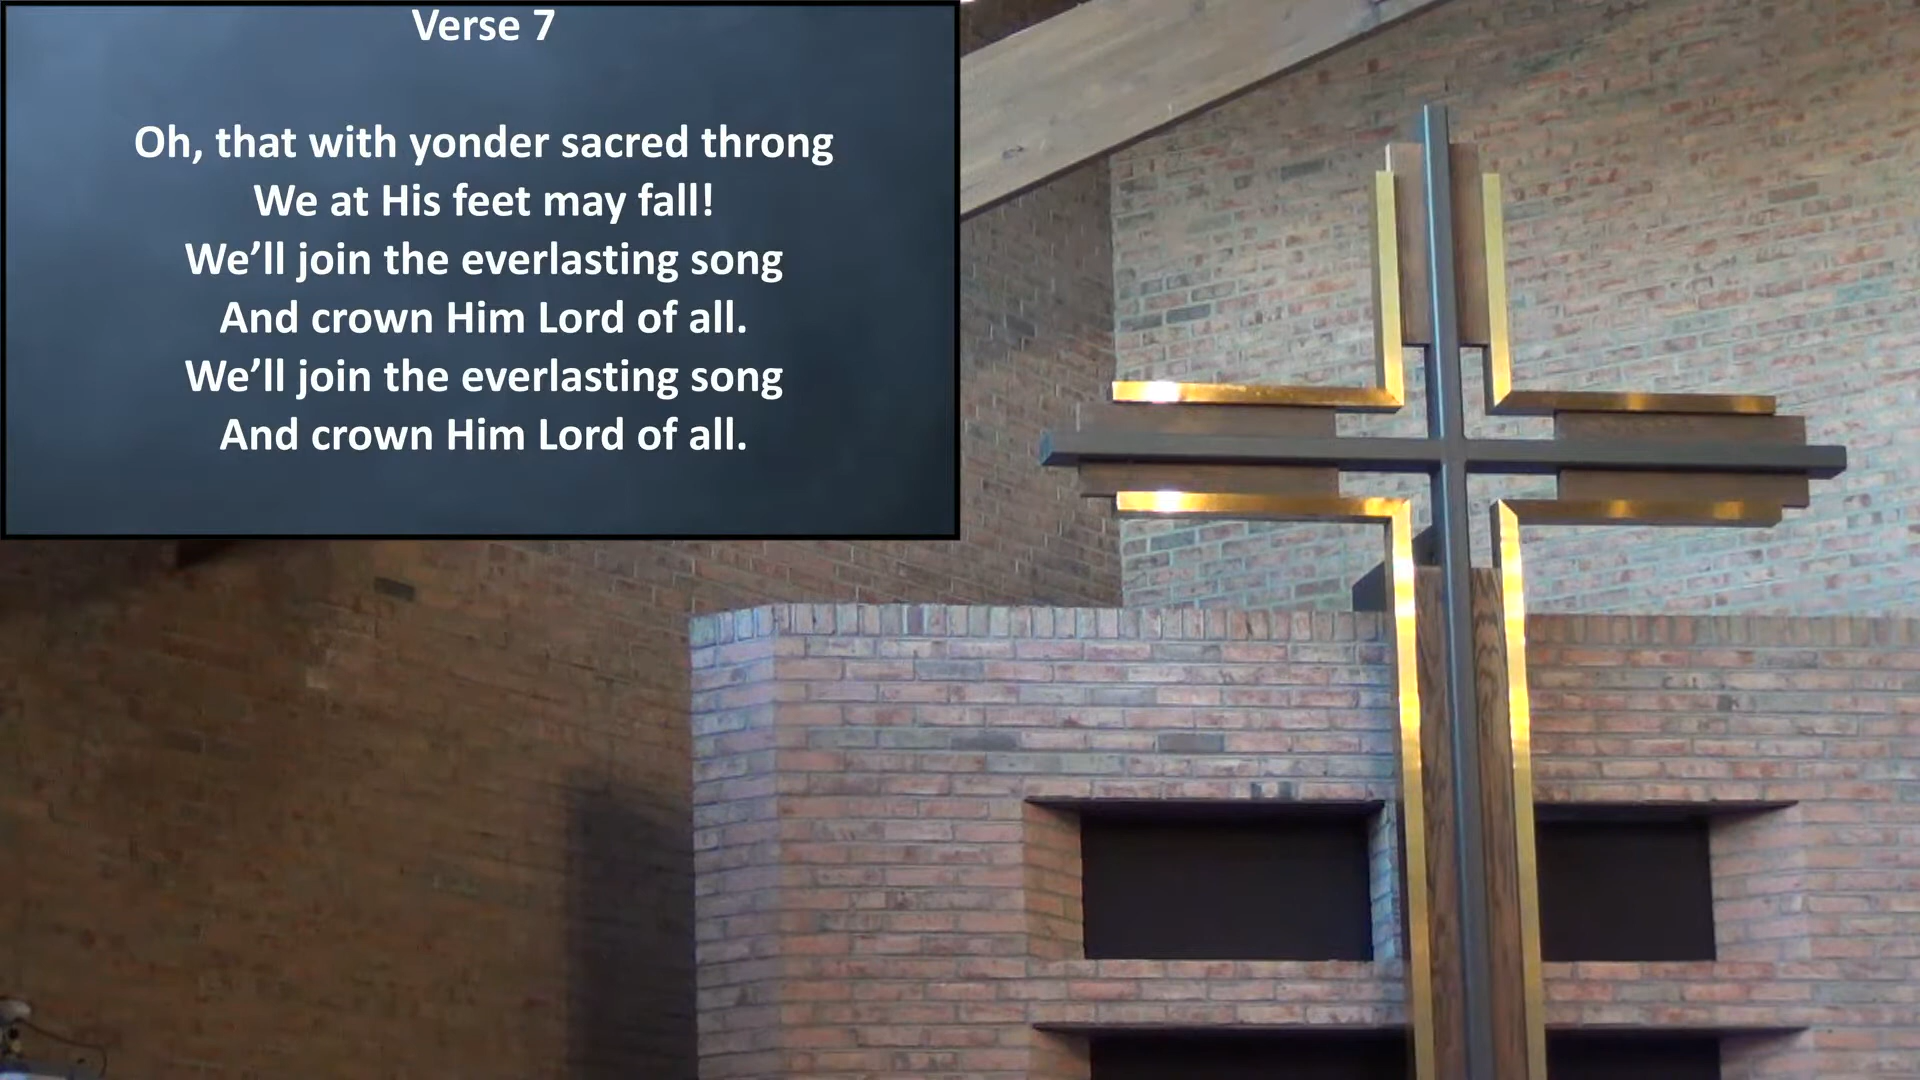 Verse 7
Oh, that with yonder sacred throng
We at His feet may fall!
We’ll join the everlasting song
And crown Him Lord of all.
We’ll join the everlasting song
And crown Him Lord of all.